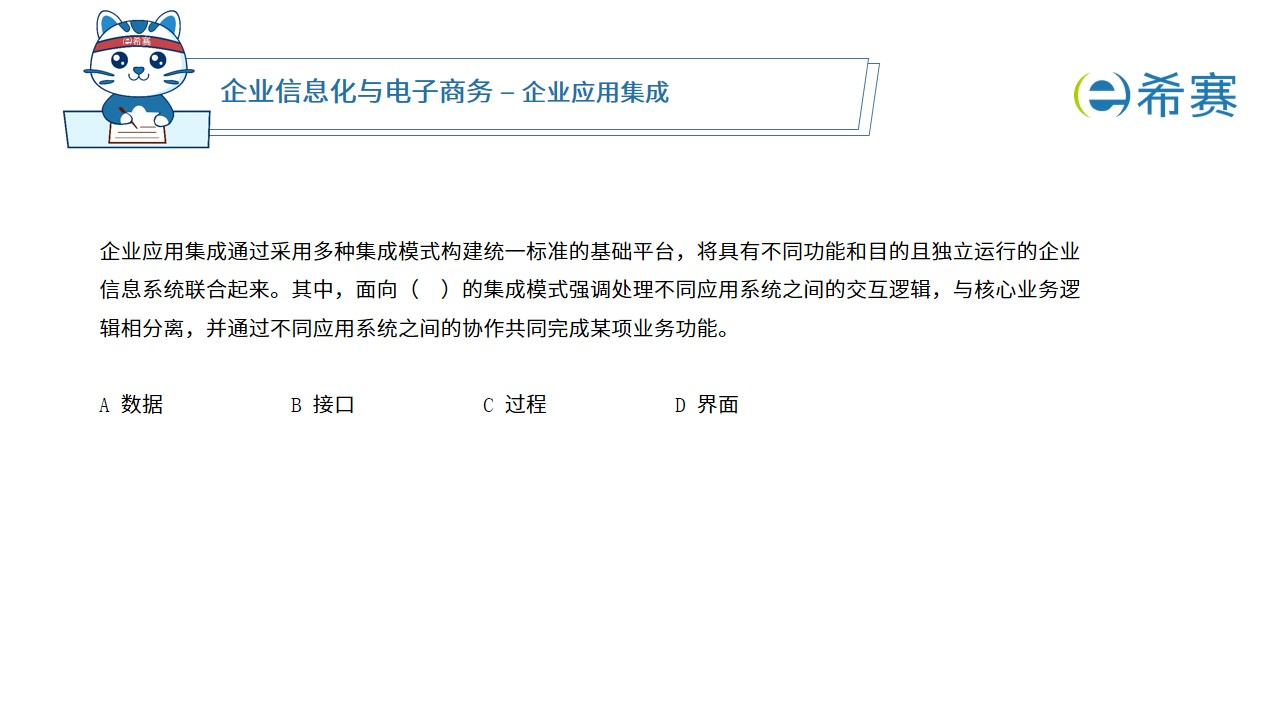 希赛
企业信息化与电子商务 – 企业应用集成
希赛
企业应用集成通过采用多种集成模式构建统一标准的基础平台，将具有不同功能和目的且独立运行的企业
信息系统联合起来。其中，面向（　）的集成模式强调处理不同应用系统之间的交互逻辑，与核心业务逻
辑相分离，并通过不同应用系统之间的协作共同完成某项业务功能。
A 数据 B 接口 C 过程 D 界面